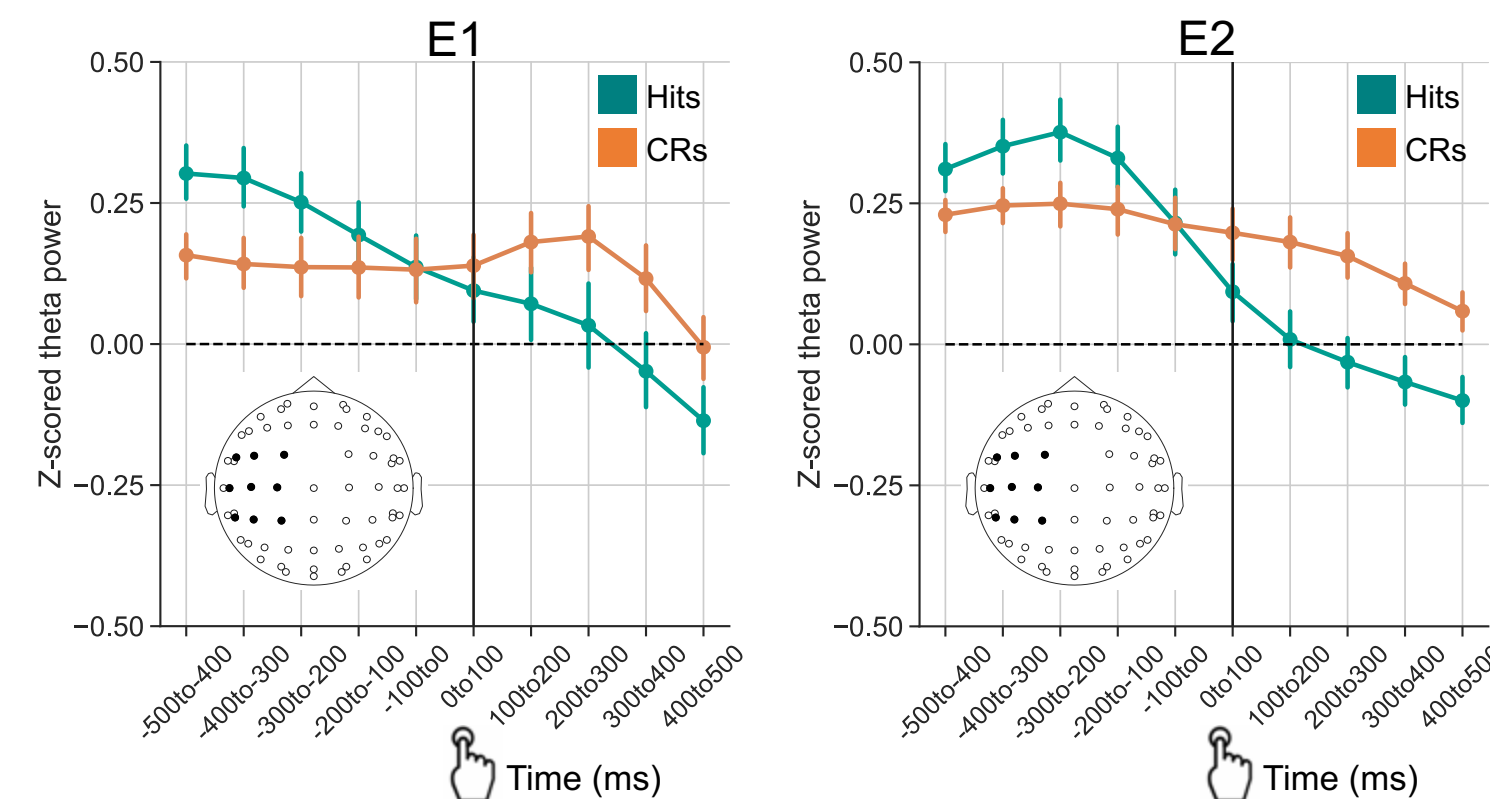 E1
Z-scored theta power
0.50
0.25
0.00
−0.25
−0.50
Hits
CRs
-500to-400
-400to-300
-300to-200
-200to-100
-100to0
0to100
100to200
200to300
300to400
400to500
Time (ms)
E2
Z-scored theta power
0.50
0.25
0.00
−0.25
−0.50
Hits
CRs
-500to-400
-400to-300
-300to-200
-200to-100
-100to0
0to100
100to200
200to300
300to400
400to500
Time (ms)